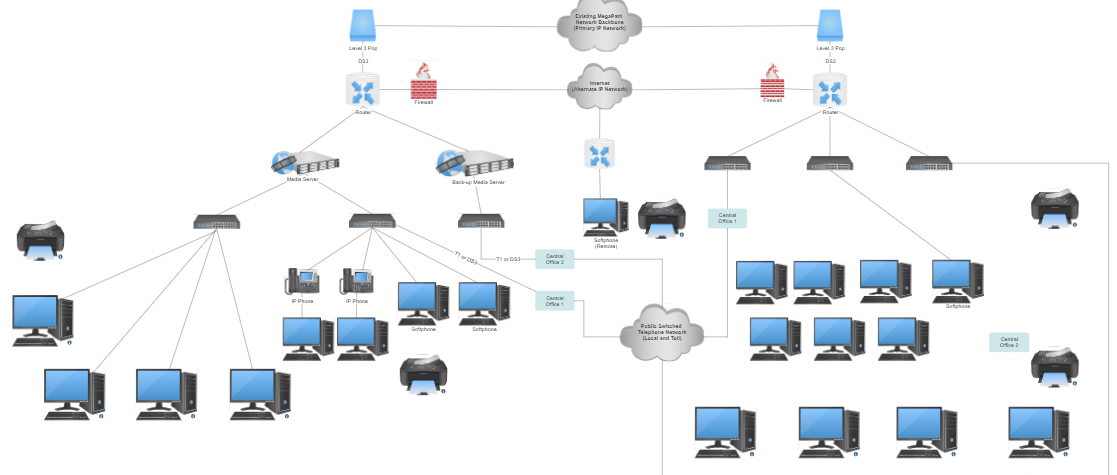 Existing MegaPath
Network Backbone
(Primary IP Network)
Level 3 Pop
Level 3 Pop
DS3
DS3
Internet
(Alternate IP Network)
Firewall
Firewall
Router
Router
Media Server
Back-up Media Server
Central
Office 1
Softphone
(Remote)
T1 or DS3
T1 or DS3
Central
Office 2
IP Phone
IP Phone
Central
Office 1
Softphone
Softphone
Softphone
Public Switched
Telephone Network
(Local and Toll)
Central
Office 2